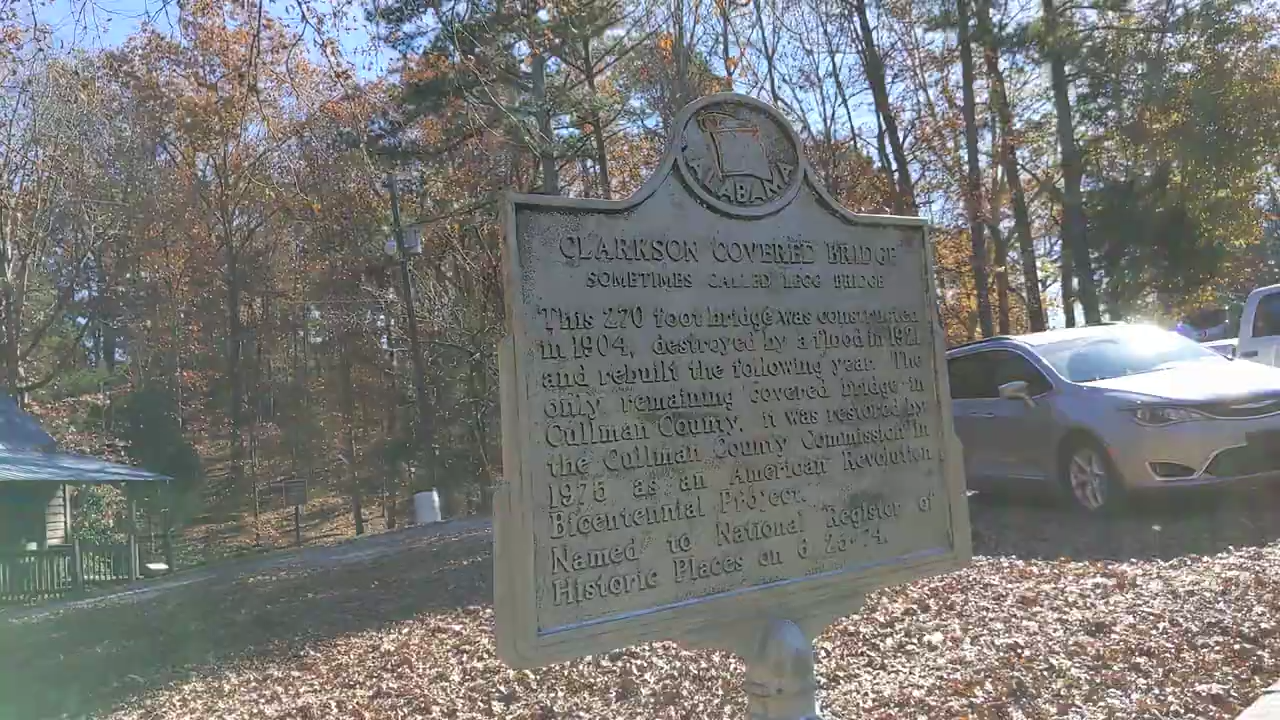 ALABAMA
CLARKSON COVERED BRIDGE
SOMETIMES CALLED LEGG BRIDGE
This 270 foot bridge was constructed
in 1904, destroyed by a flood in 1921
and rebuilt the following year. The
only remaining covered bridge in
Cullman County, it was restored by
the Cullman County Commission in
1975 as an American Revolution
Bicentennial Project.
Named to National Register of
Historic Places on 6-25-74.